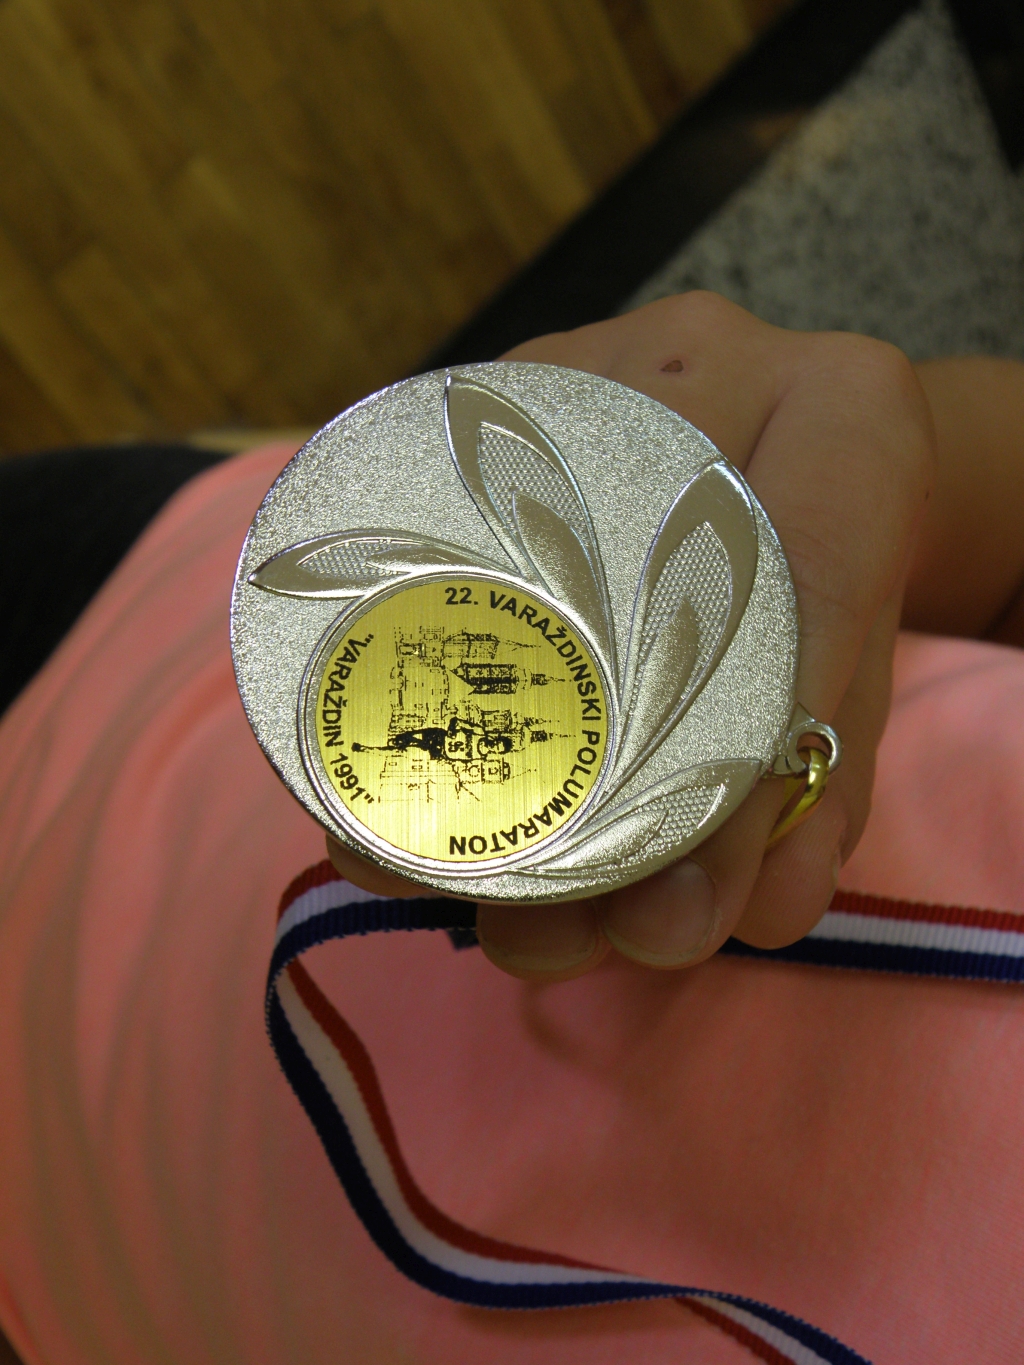 22. VARAŽDINSKI POLUMARATON
"VARAŽDIN 1991"